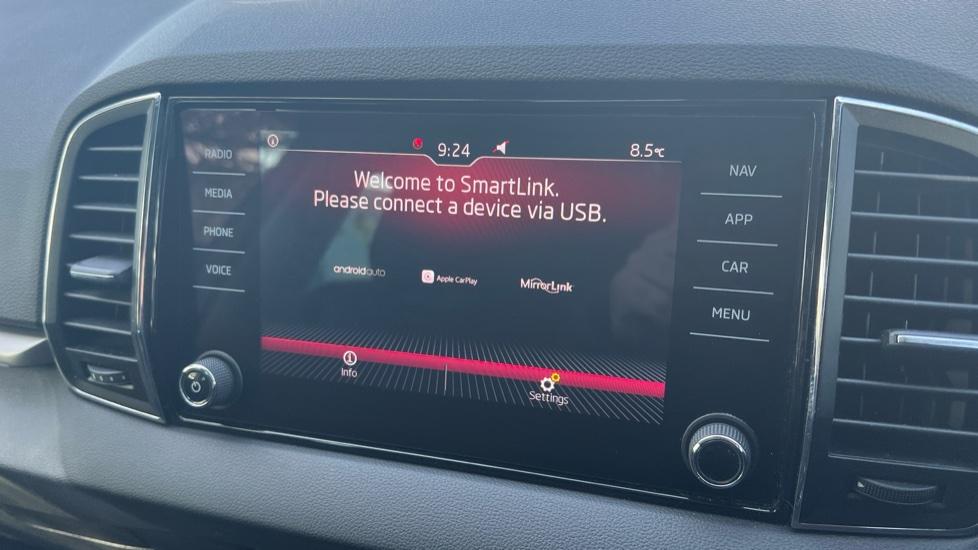 9:24
8.5°C
RADIO
MEDIA
PHONE
VOICE
Welcome to SmartLink.
Please connect a device via USB.
androidauto
Apple CarPlay
MirrorLink
Info
Settings
NAV
APP
CAR
MENU